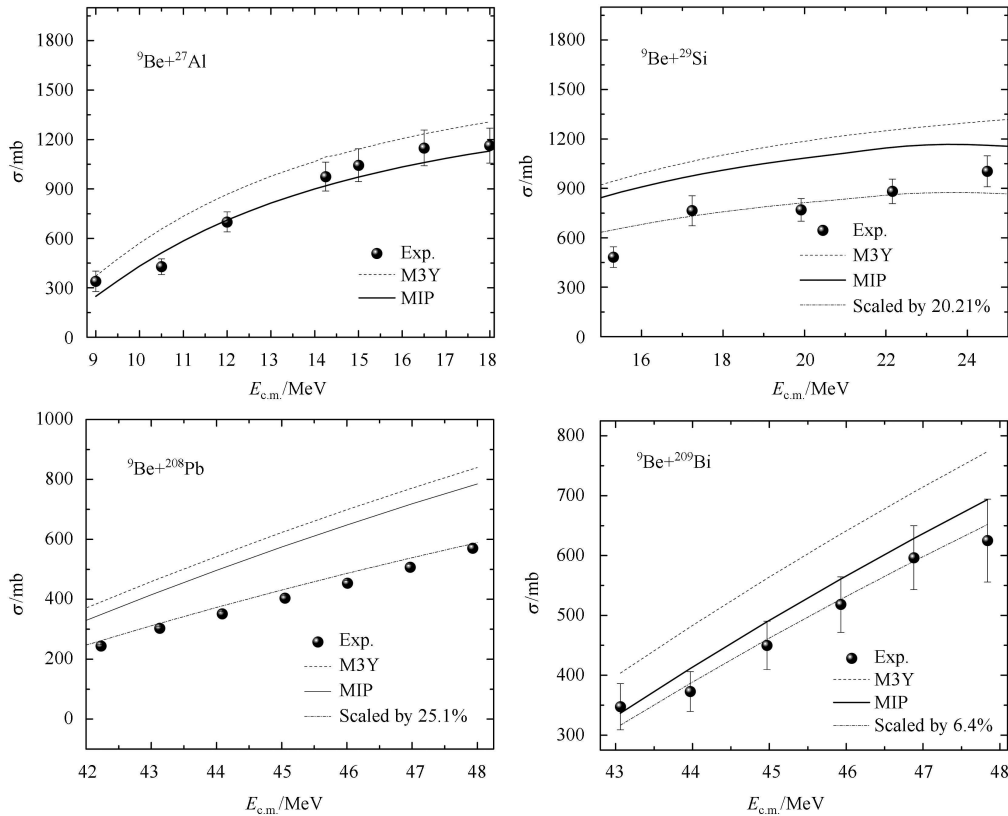 1800
1500
1200
900
600
300
0
σ/mb
⁹Be+²⁷Al
Exp.
M3Y
MIP
9 10 11 12 13 14 15 16 17 18
E_c.m./MeV
1800
1500
1200
900
600
300
0
σ/mb
⁹Be+²⁹Si
Exp.
M3Y
MIP
Scaled by 20.21%
16 18 20 22 24
E_c.m./MeV
1000
800
600
400
200
0
σ/mb
⁹Be+²⁰⁸Pb
Exp.
M3Y
MIP
Scaled by 25.1%
42 43 44 45 46 47 48
E_c.m./MeV
800
700
600
500
400
300
σ/mb
⁹Be+²⁰⁹Bi
Exp.
M3Y
MIP
Scaled by 6.4%
43 44 45 46 47 48
E_c.m./MeV